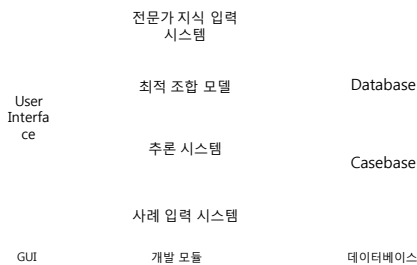 전문가 지식 입력
시스템
최적 조합 모델
Database
User
Interfa
ce
추론 시스템
Casebase
사례 입력 시스템
GUI
개발 모듈
데이터베이스